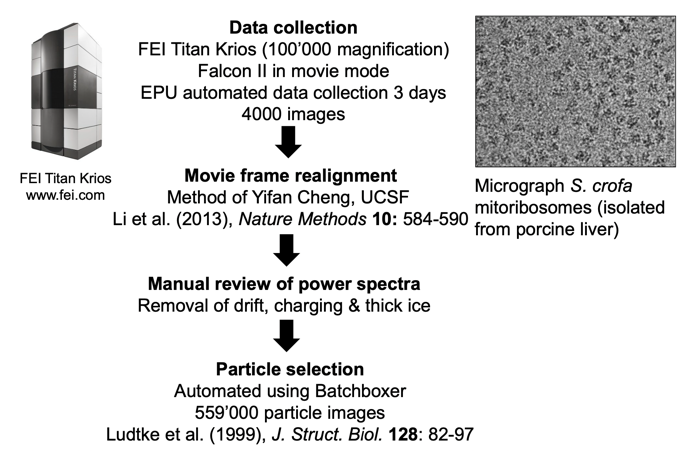 Data collection
FEI Titan Krios (100'000 magnification)
Falcon II in movie mode
EPU automated data collection 3 days
4000 images
FEI Titan Krios
www.fei.com
Movie frame realignment
Method of Yifan Cheng, UCSF
Li et al. (2013), Nature Methods 10: 584-590
Micrograph S. crofa
mitoribosomes (isolated
from porcine liver)
Manual review of power spectra
Removal of drift, charging & thick ice
Particle selection
Automated using Batchboxer
559'000 particle images
Ludtke et al. (1999), J. Struct. Biol. 128: 82-97